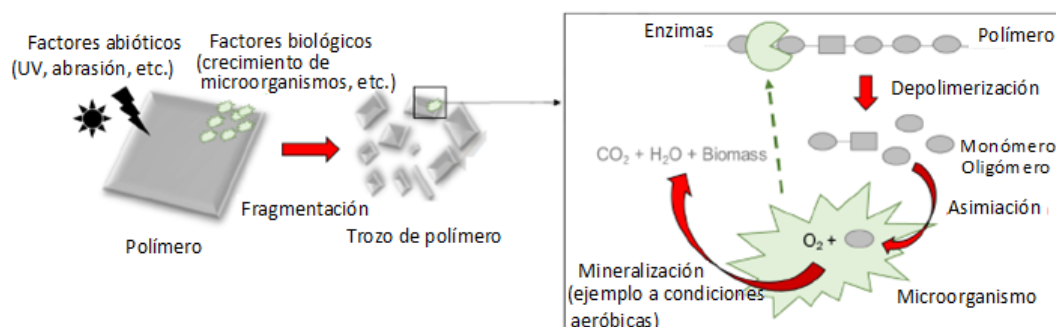 Factores abióticos
(UV, abrasión, etc.)
Factores biológicos
(crecimiento de
microorganismos, etc.)
Fragmentación
Polímero
Trozo de polímero
Enzimas
Polímero
Depolimerización
Monómero
Oligómero
CO₂ + H₂O + Biomass
Asimiación
O₂ +
Mineralización
(ejemplo a condiciones
aeróbicas)
Microorganismo